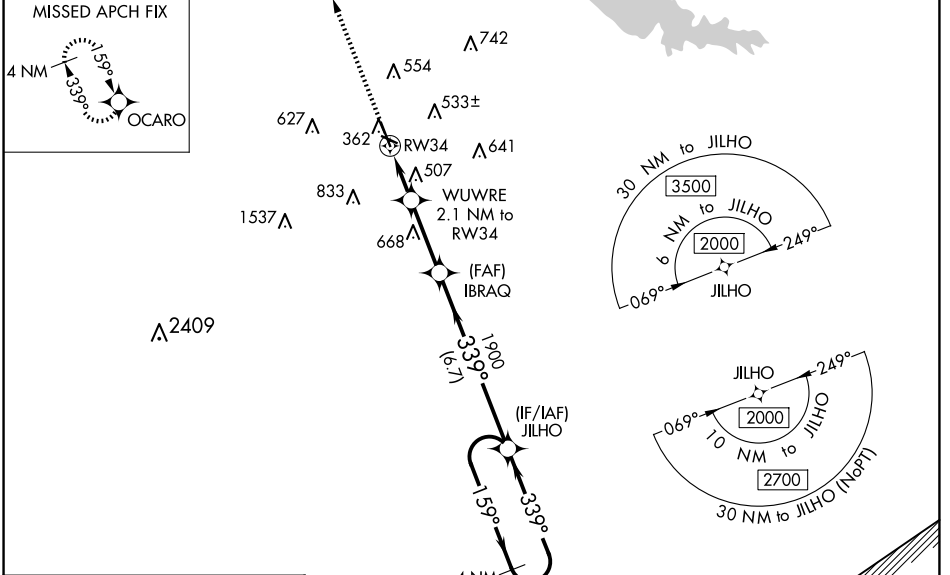 MISSED APCH FIX
4 NM
159°
339°
OCARO
742
554
533±
627
362
RW34
641
507
833
WUWRE
2.1 NM to
RW34
1537
668
(FAF)
IBRAQ
2409
1900
339°
(6.7)
(IF/IAF)
JILHO
159°
339°
4 NM
30 NM to JILHO
3500
6 NM to JILHO
2000
249°
069°
JILHO
JILHO
249°
069°
2000
10 NM to JILHO
2700
30 NM to JILHO (NoPT)